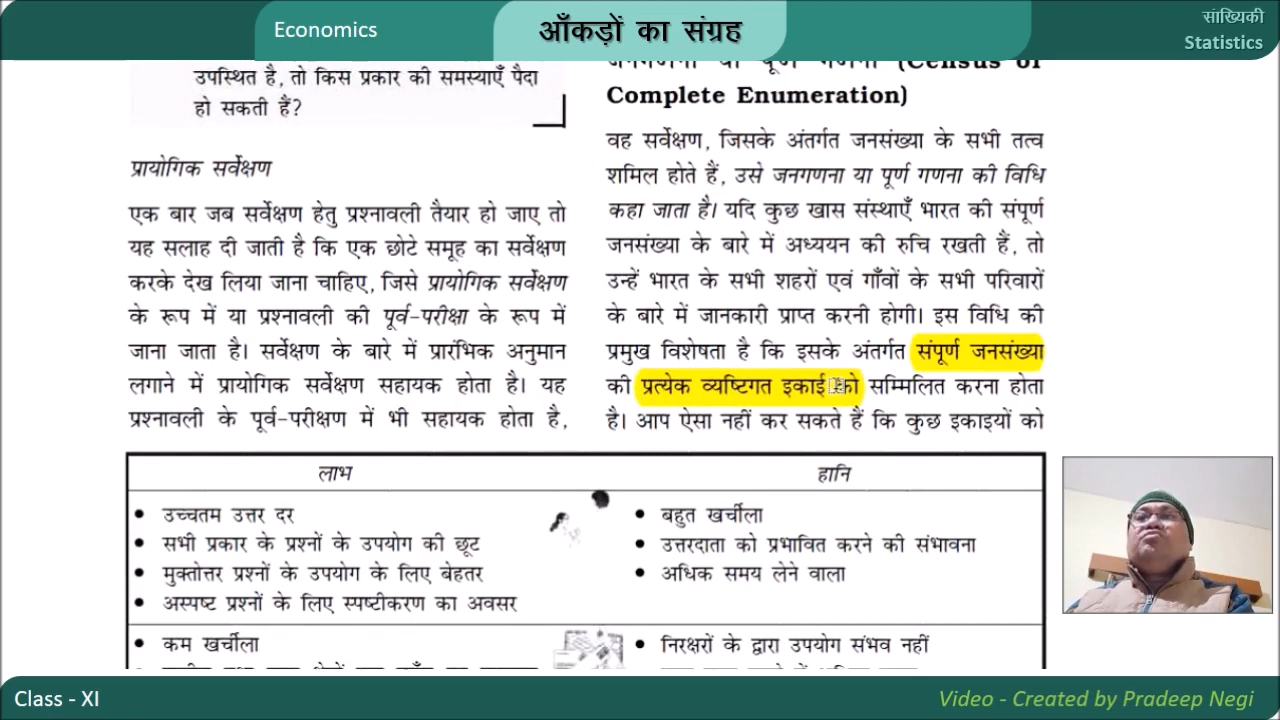 Economics
आँकड़ों का संग्रह
सांख्यिकी
Statistics
उपस्थित है, तो किस प्रकार की समस्याएँ पैदा
हो सकती हैं?
प्रायोगिक सर्वेक्षण
एक बार जब सर्वेक्षण हेतु प्रश्नावली तैयार हो जाए तो
यह सलाह दी जाती है कि एक छोटे समूह का सर्वेक्षण
करके देख लिया जाना चाहिए, जिसे प्रायोगिक सर्वेक्षण
के रूप में या प्रश्नावली की पूर्व-परीक्षा के रूप में
जाना जाता है। सर्वेक्षण के बारे में प्रारंभिक अनुमान
लगाने में प्रायोगिक सर्वेक्षण सहायक होता है। यह
प्रश्नावली के पूर्व-परीक्षण में भी सहायक होता है,
(Census or
Complete Enumeration)
वह सर्वेक्षण, जिसके अंतर्गत जनसंख्या के सभी तत्व
शमिल होते हैं, उसे जनगणना या पूर्ण गणना की विधि
कहा जाता है। यदि कुछ खास संस्थाएँ भारत की संपूर्ण
जनसंख्या के बारे में अध्ययन की रुचि रखती हैं, तो
उन्हें भारत के सभी शहरों एवं गाँवों के सभी परिवारों
के बारे में जानकारी प्राप्त करनी होगी। इस विधि की
प्रमुख विशेषता है कि इसके अंतर्गत संपूर्ण जनसंख्या
की प्रत्येक व्यष्टिगत इकाई को सम्मिलित करना होता
है। आप ऐसा नहीं कर सकते हैं कि कुछ इकाइयों को
लाभ
हानि
• उच्चतम उत्तर दर
• सभी प्रकार के प्रश्नों के उपयोग की छूट
• मुक्तोत्तर प्रश्नों के उपयोग के लिए बेहतर
• अस्पष्ट प्रश्नों के लिए स्पष्टीकरण का अवसर
• बहुत खर्चीला
• उत्तरदाता को प्रभावित करने की संभावना
• अधिक समय लेने वाला
• कम खर्चीला
• निरक्षरों के द्वारा उपयोग संभव नहीं
Class - XI
Video - Created by Pradeep Negi